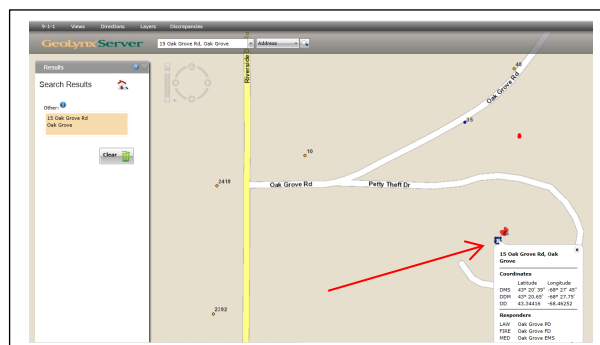 9-1-1 Views Directions Layers Discrepancies
GeoLynx Server
15 Oak Grove Rd, Oak Grove
Address
Results
Search Results
Other:
15 Oak Grove Rd
Oak Grove
Clear
Riverside D
48
Oak Grove Rd
15
10
2418
Oak Grove Rd
Petty Theft Dr
15 Oak Grove Rd, Oak
Grove
Coordinates
Latitude Longitude
DMS 43° 20' 39" -68° 27' 45"
DDM 43° 20.65' -68° 27.75'
DD 43.34416 -68.46252
Responders
LAW Oak Grove PD
FIRE Oak Grove FD
MED Oak Grove EMS